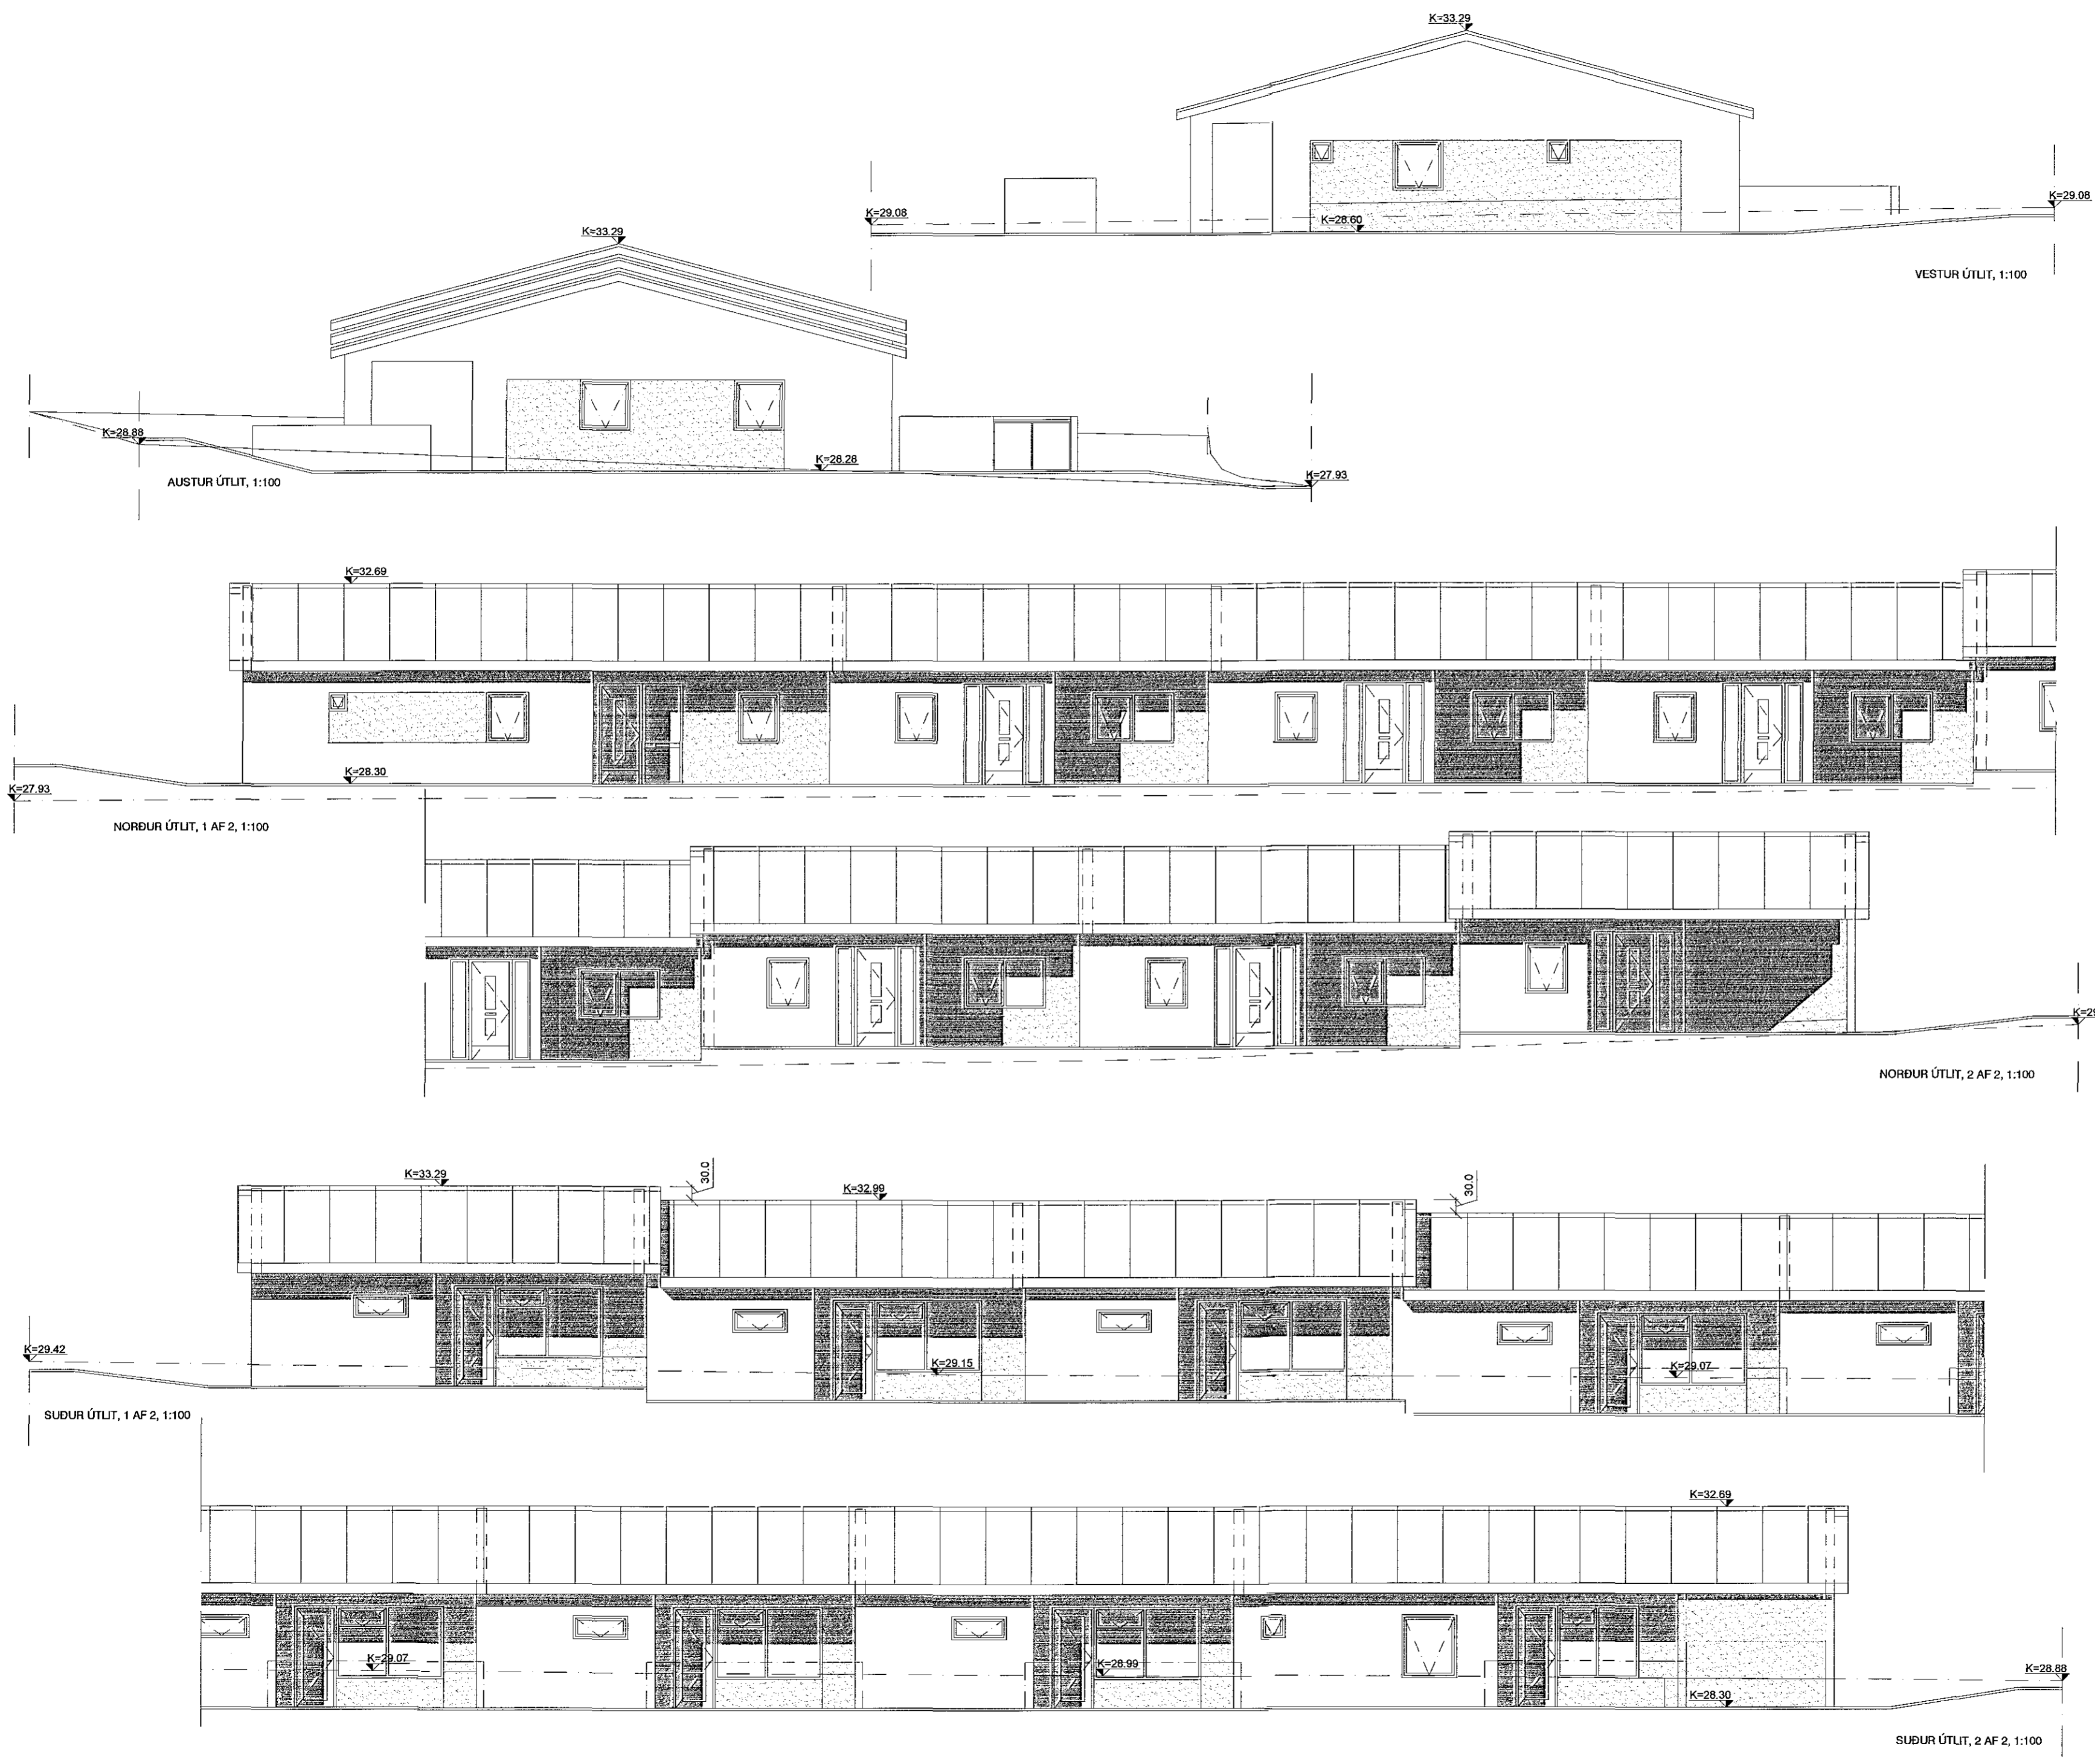 K=33.29
K=29.08
K=28.60
K=29.08
VESTUR ÚTLIT, 1:100
K=33.29
K=28.88
K=28.28
K=27.93
AUSTUR ÚTLIT, 1:100
K=32.69
K=28.30
K=27.93
NORÐUR ÚTLIT, 1 AF 2, 1:100
K=29
NORÐUR ÚTLIT, 2 AF 2, 1:100
K=33.29
30.0
K=32.99
30.0
K=29.42
K=29.15
K=29.07
SUÐUR ÚTLIT, 1 AF 2, 1:100
K=32.69
K=29.07
K=28.99
K=28.88
K=28.30
SUÐUR ÚTLIT, 2 AF 2, 1:100